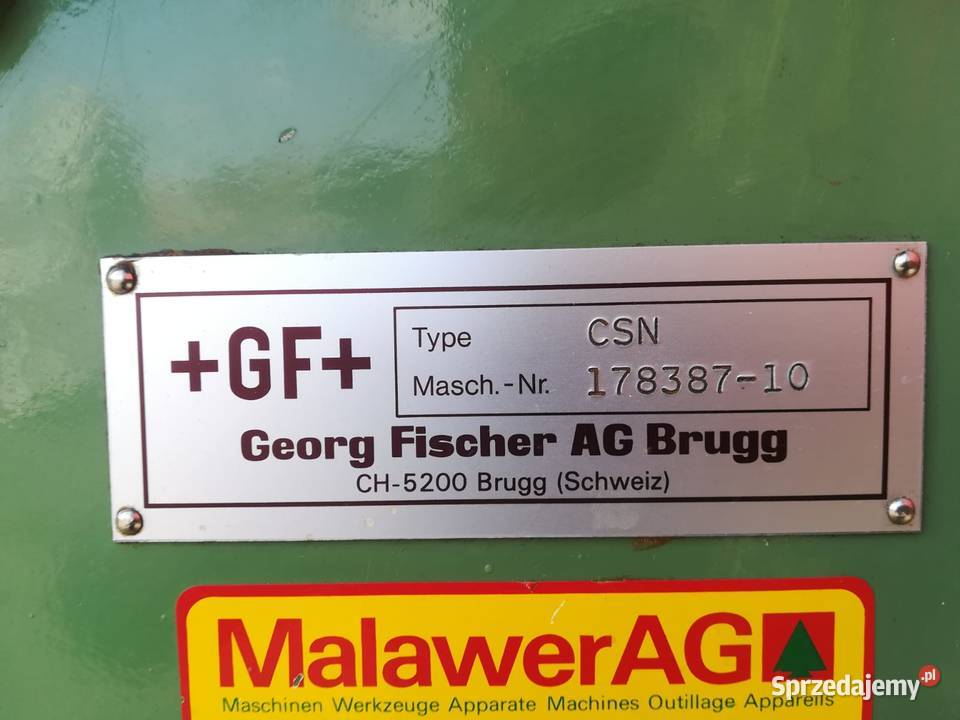 +GF+
Type CSN
Masch.-Nr. 178387-10
Georg Fischer AG Brugg
CH-5200 Brugg (Schweiz)
MalawerAG
Maschinen Werkzeuge Apparate Machines Outillage Appareils
Sprzedajemy.pl